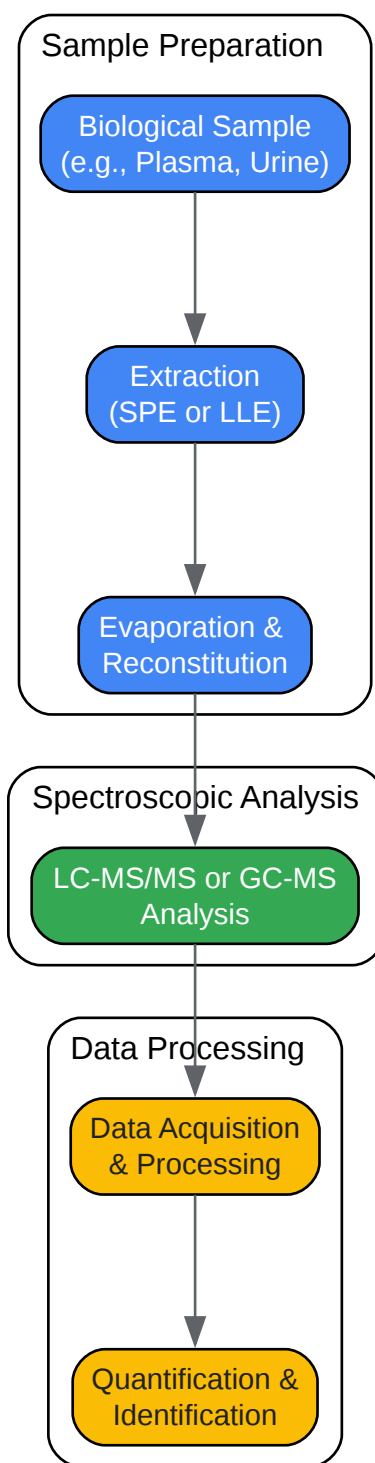 Sample Preparation
Biological Sample
(e.g., Plasma, Urine)
Extraction
(SPE or LLE)
Evaporation &
Reconstitution
Spectroscopic Analysis
LC-MS/MS or GC-MS
Analysis
Data Processing
Data Acquisition
& Processing
Quantification &
Identification